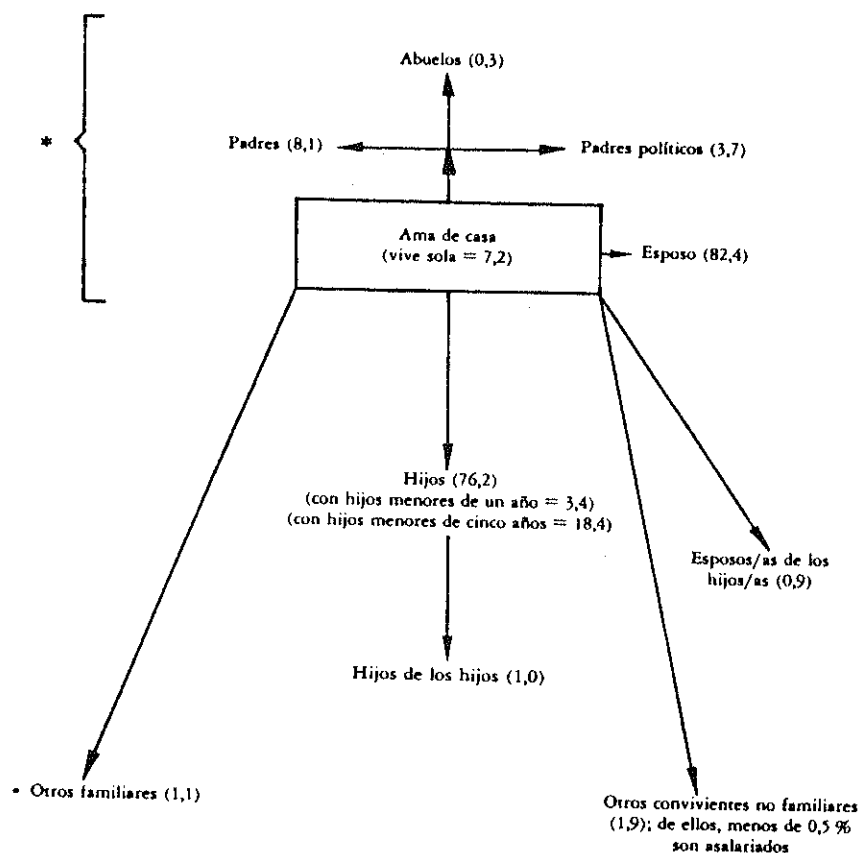 Abuelos (0,3)
*
Padres (8,1)
Padres políticos (3,7)
Ama de casa
(vive sola = 7,2)
Esposo (82,4)
Hijos (76,2)
(con hijos menores de un año = 3,4)
(con hijos menores de cinco años = 18,4)
Esposos/as de los
hijos/as (0,9)
Hijos de los hijos (1,0)
• Otros familiares (1,1)
Otros convivientes no familiares
(1,9); de ellos, menos de 0,5 %
son asalariados